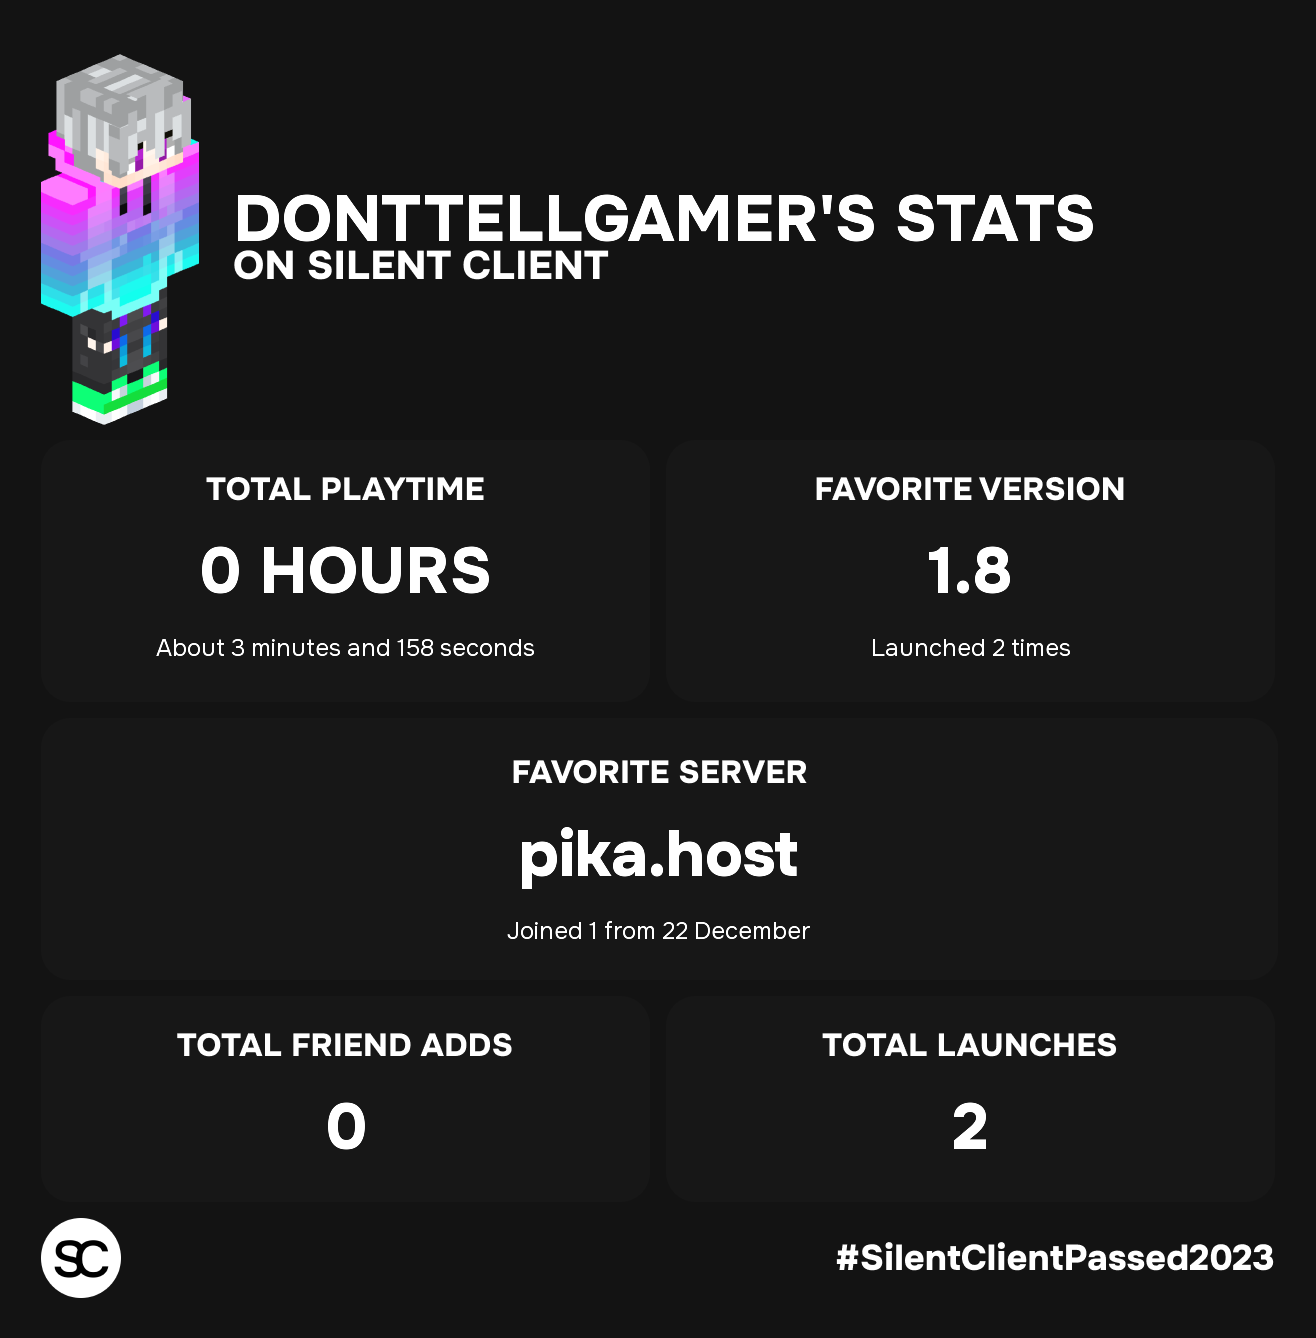 DONTTELLGAMER'S STATS
ON SILENT CLIENT
TOTAL PLAYTIME
0 HOURS
About 3 minutes and 158 seconds
FAVORITE VERSION
1.8
Launched 2 times
FAVORITE SERVER
pika.host
Joined 1 from 22 December
TOTAL FRIEND ADDS
0
TOTAL LAUNCHES
2
SC
#SilentClientPassed2023